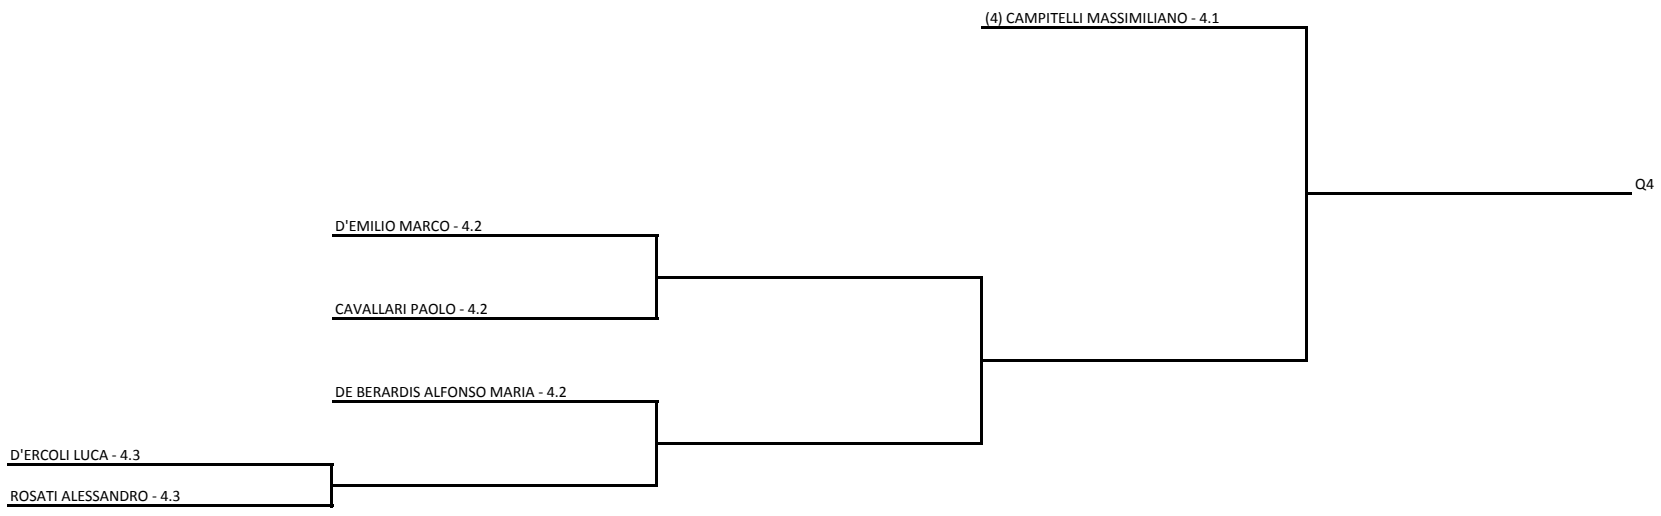 (4) CAMPITELLI MASSIMILIANO - 4.1
Q4
D'EMILIO MARCO - 4.2
CAVALLARI PAOLO - 4.2
DE BERARDIS ALFONSO MARIA - 4.2
D'ERCOLI LUCA - 4.3
ROSATI ALESSANDRO - 4.3